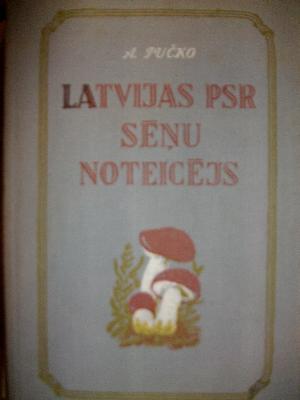 A. PUČKO
LATVIJAS PSR
SĒŅU
NOTEICĒJS